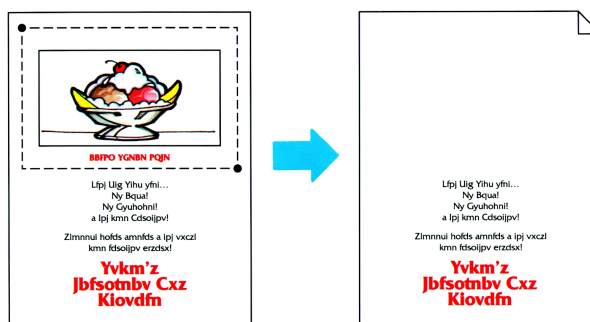 BBFPO YGNBN PQJN
Lfpj Uig Yihu yfni...
Ny Bqua!
Ny Gyuhohni!
a lpj kmn Cdsoijpv!
Zlmnnui hofds amnfds a ipj vxczl
kmn fdsoijpv erzdsx!
Yvkm'z
Jbfsotnbv Cxz
Kiovdfn
Lfpj Uig Yihu yfni...
Ny Bqua!
Ny Gyuhohni!
a lpj kmn Cdsoijpv!
Zlmnnui hofds amnfds a ipj vxczl
kmn fdsoijpv erzdsx!
Yvkm'z
Jbfsotnbv Cxz
Kiovdfn